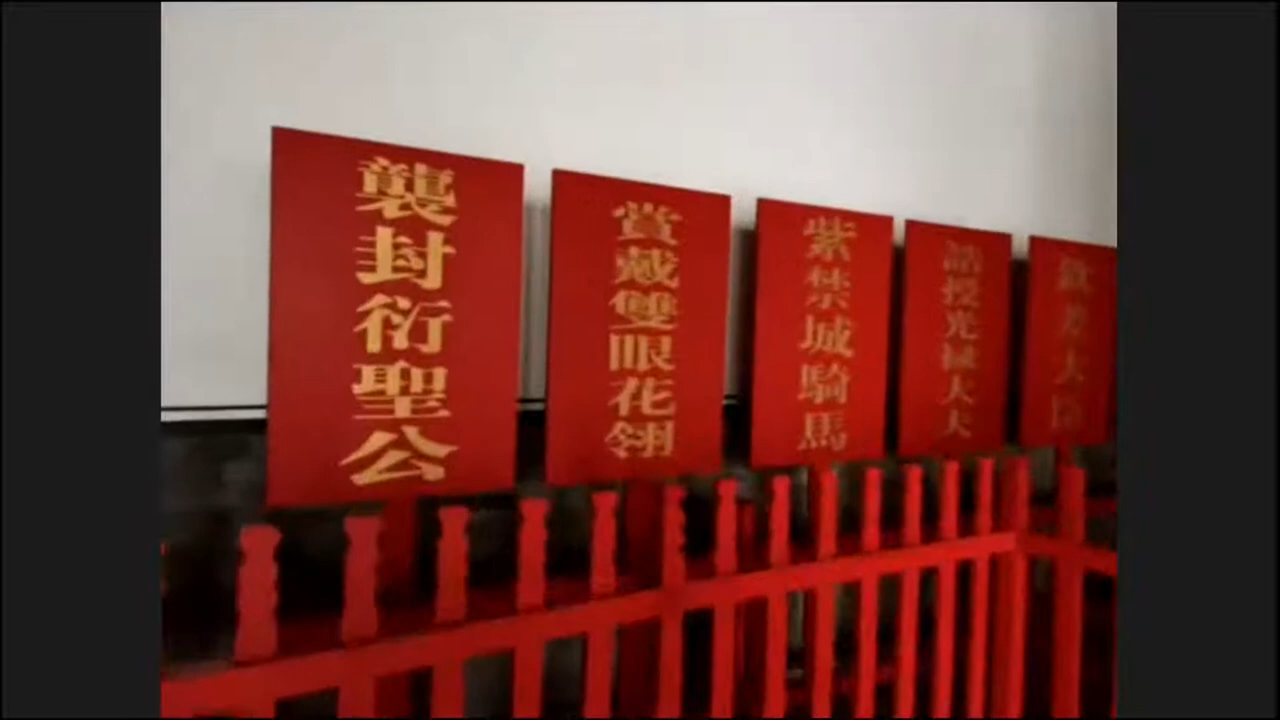 襲封衍聖公
賞戴雙眼花翎
紫禁城騎馬
誥授光祿大夫